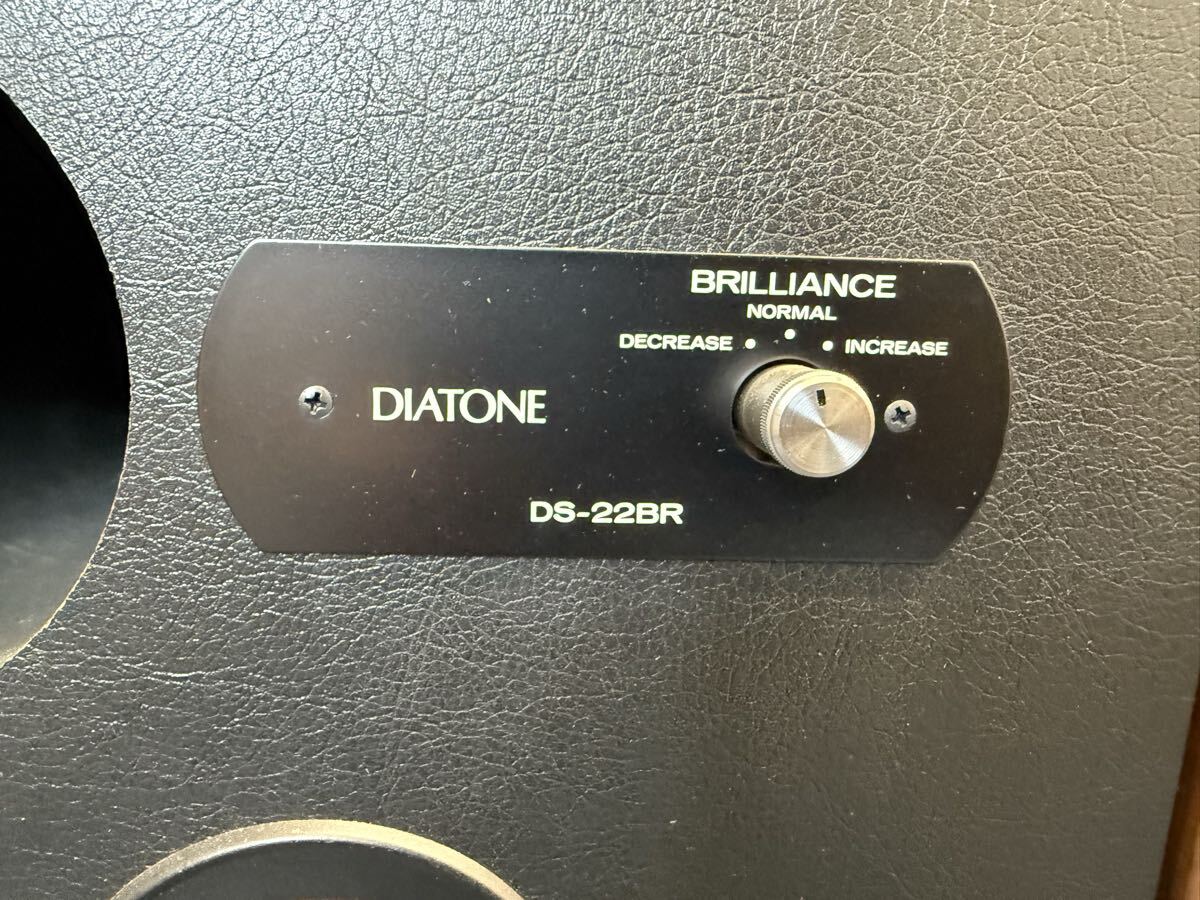 BRILLIANCE
NORMAL
DECREASE INCREASE
DIATONE
DS-22BR